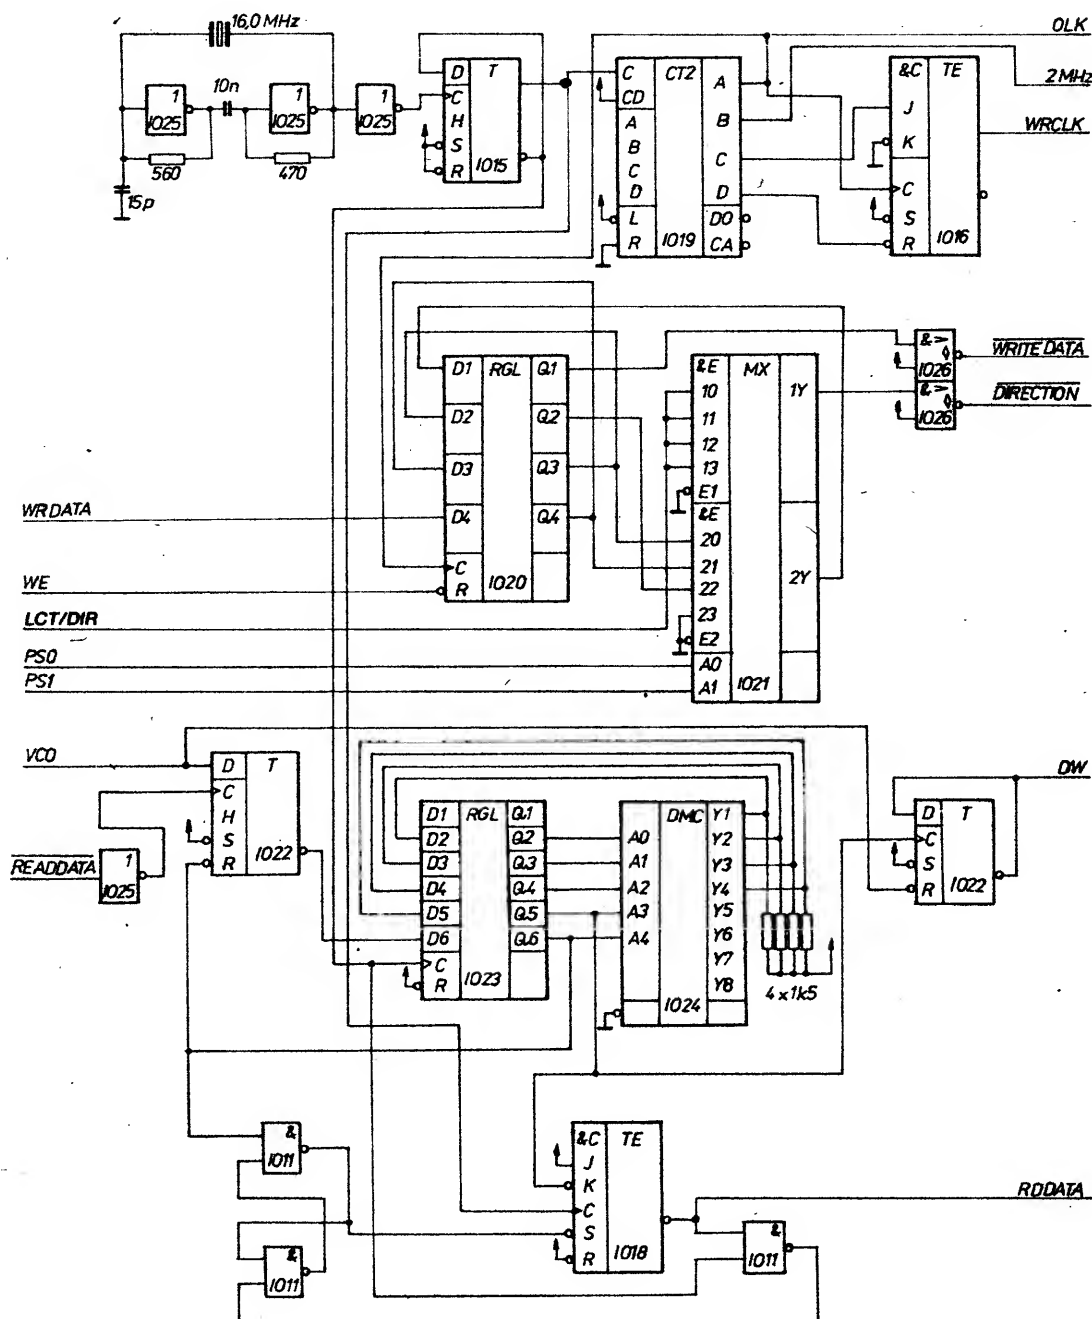 16,0 MHz
OLK
2 MHz
WRCLK
10n
1
IO25
1
IO25
1
IO25
560
470
15p
D T
C
H
S
R
IO15
C CT2 A
CD
A B
B
C C
D D
L DO
R IO19 CA
&C TE
J
K
C
S
R IO16
D1 RGL Q1
D2 Q2
D3 Q3
D4 Q4
C
R IO20
&E MX
10 1Y
11
12
13
E1
&E
20
21 2Y
22
23
E2
A0
A1 IO21
&>
IO26
&>
IO26
WRITE DATA
DIRECTION
WRDATA
WE
LCT/DIR
PS0
PS1
VCO
D T
C
H
S
R IO22
READDATA
1
IO25
D1 RGL Q1
D2 Q2
D3 Q3
D4 Q4
D5 Q5
D6 Q6
C
R IO23
DMC Y1
A0 Y2
A1 Y3
A2 Y4
A3 Y5
A4 Y6
Y7
IO24 Y8
4 x 1k5
DW
D T
C
S
R IO22
&
IO11
&
IO11
&C TE
J
K
C
S
R IO18
RDDATA
&
IO11